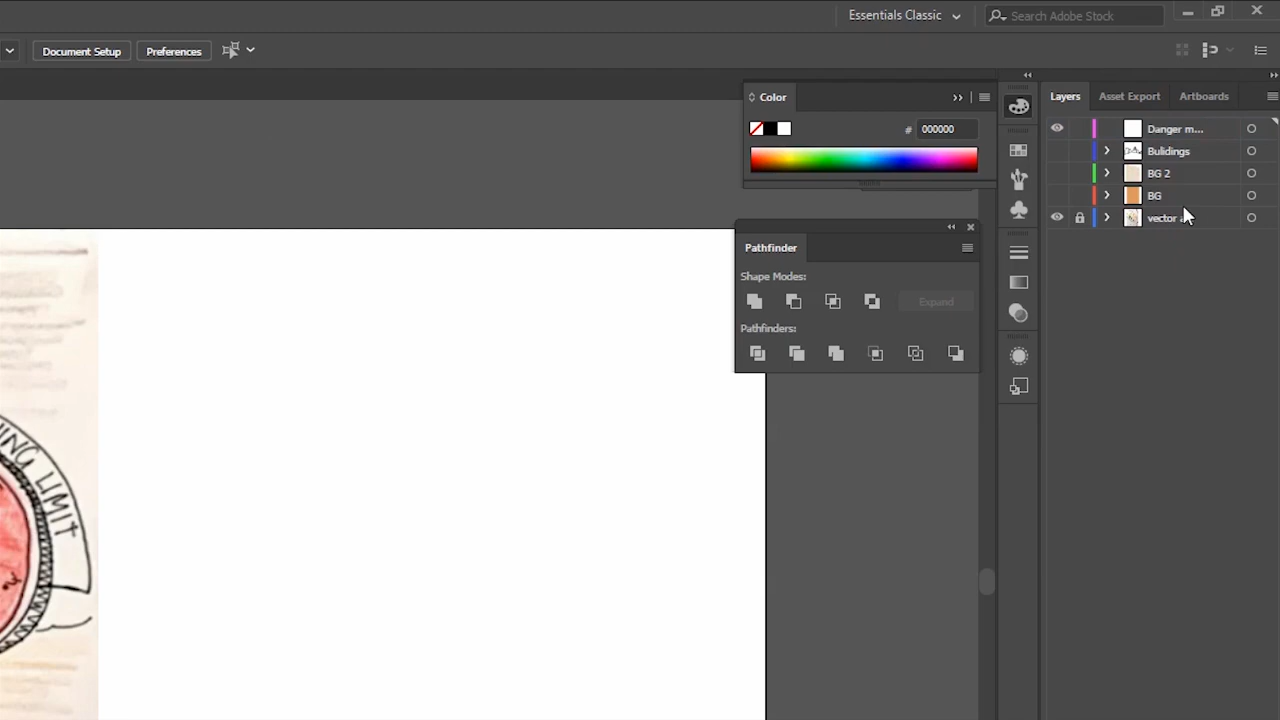 Essentials Classic
Search Adobe Stock
Document Setup
Preferences
Color
Layers
Asset Export
Artboards
# 000000
Danger m...
Bulidings
BG 2
BG
vector
Pathfinder
Shape Modes:
Expand
Pathfinders:
LIMIT